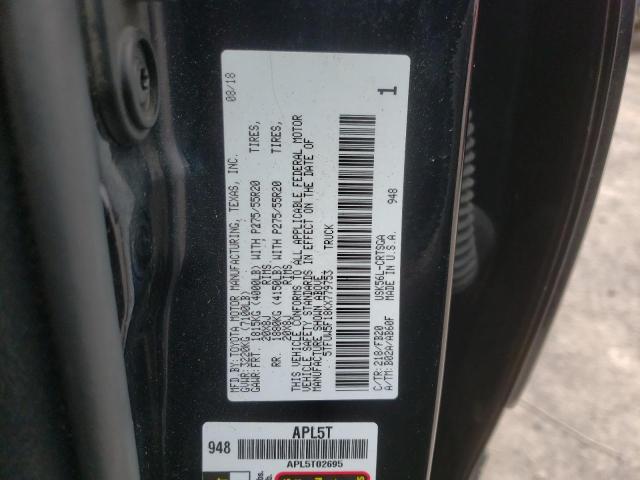 MFD.BY: TOYOTA MOTOR MANUFACTURING, TEXAS, INC. 08/18
GVWR: 3220KG (7100LB)
GAWR: FRT. 1815KG (4000LB) WITH P275/55R20 TIRES,
20X8J RIMS
RR. 1880KG (4150LB) WITH P275/55R20 TIRES,
20X8J RIMS
THIS VEHICLE CONFORMS TO ALL APPLICABLE FEDERAL MOTOR
VEHICLE SAFETY STANDARDS IN EFFECT ON THE DATE OF
MANUFACTURE SHOWN ABOVE.
5TFUW5F18KX779753 TRUCK
C/TR: 218/FB20 USK56L-CRTSGA
A/TM: B02A/AB60F MADE IN U.S.A. 948
1
APL5T
948
APL5T02695